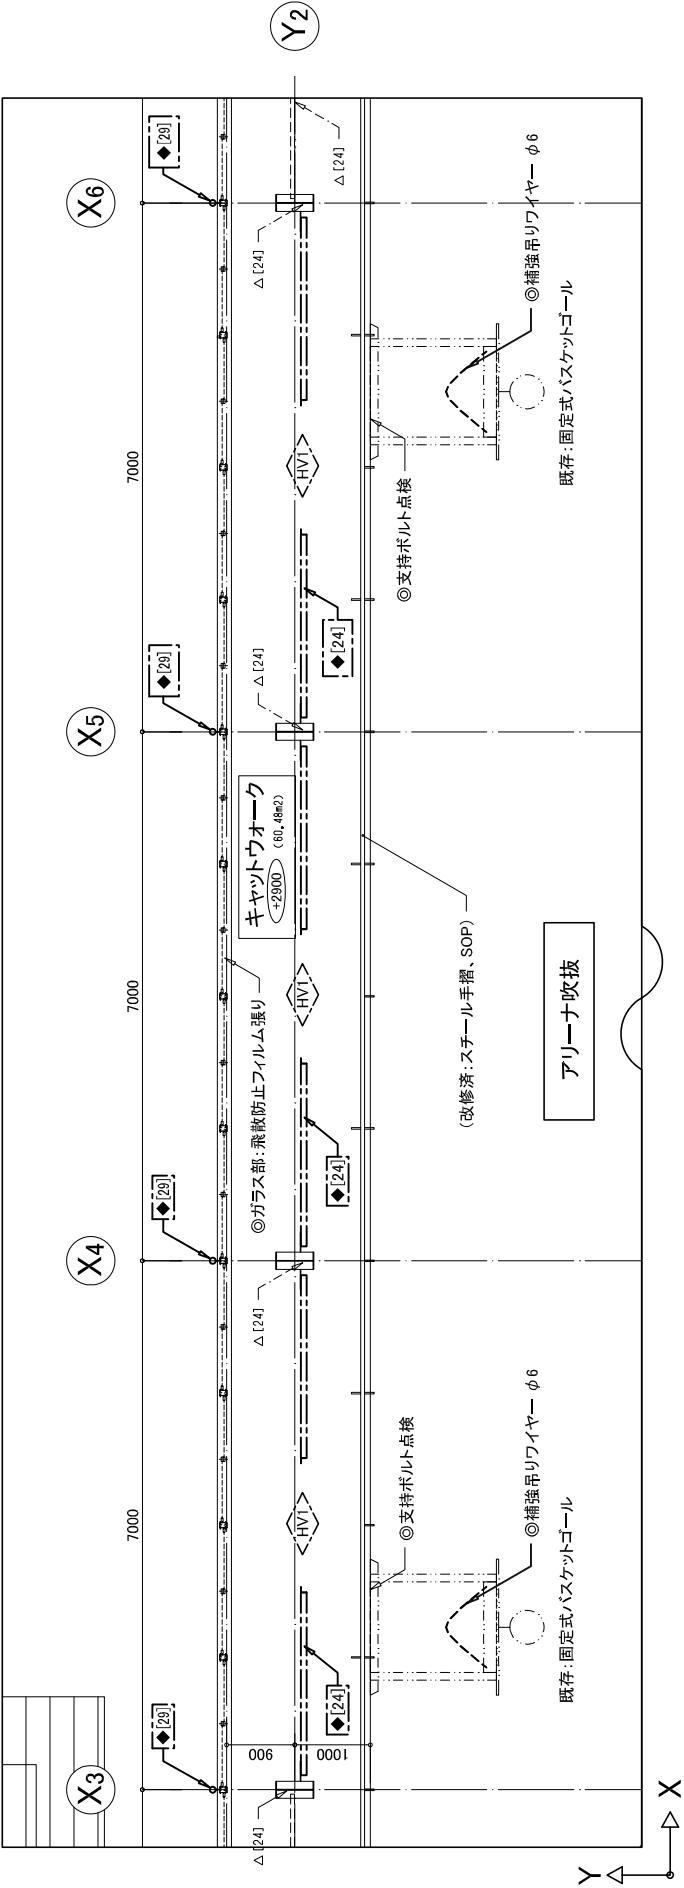 X3
X4
X5
X6
7000
7000
7000
◆[29]
◆[29]
◆[29]
◆[29]
キャットウォーク
+2900
(60.48m2)
◎ガラス部:飛散防止フィルム張り
△[24]
△[24]
△[24]
△[24]
△[24]
Y2
900
1000
HV1
HV1
HV1
◆[24]
◆[24]
◆[24]
◎支持ボルト点検
◎支持ボルト点検
(改修済:スチール手摺、SOP)
◎補強吊りワイヤー φ6
◎補強吊りワイヤー φ6
既存:固定式バスケットゴール
既存:固定式バスケットゴール
アリーナ吹抜
Y
X